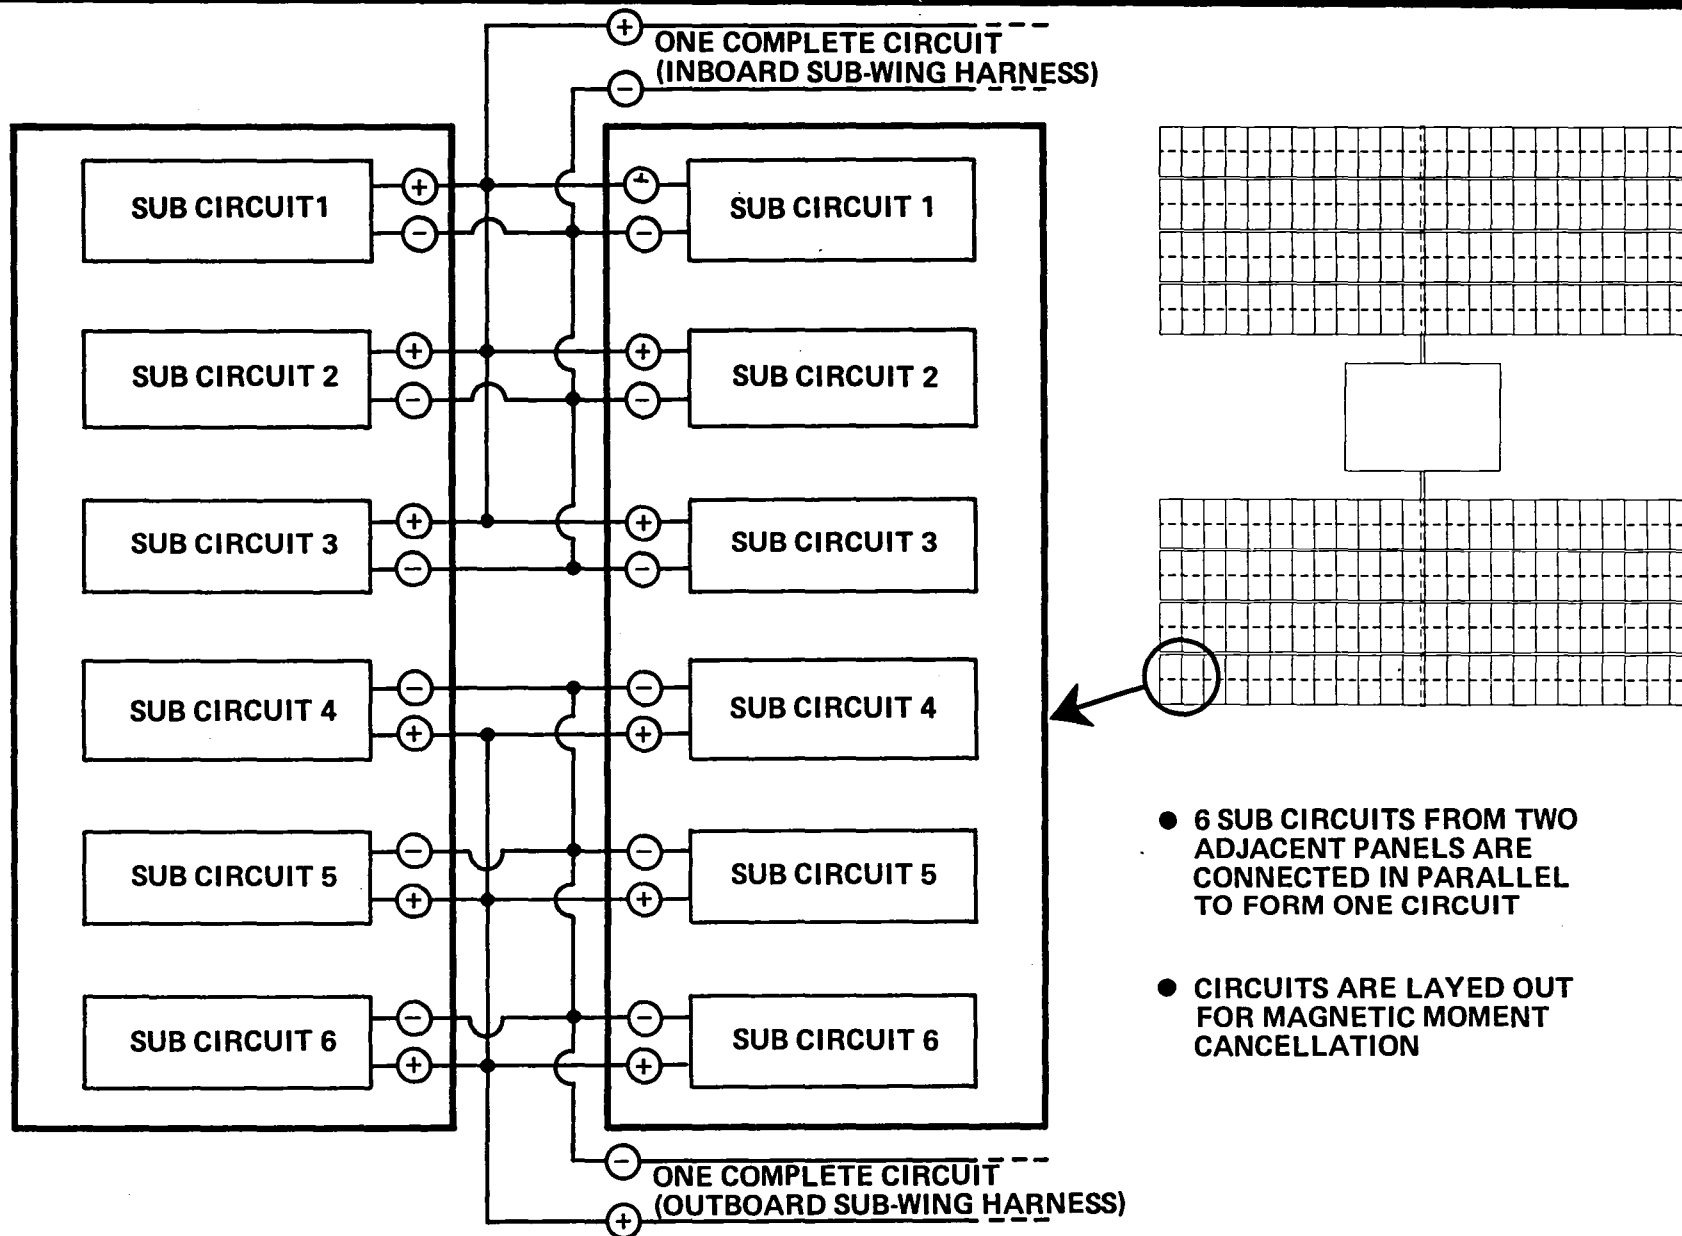 ONE COMPLETE CIRCUIT
(INBOARD SUB-WING HARNESS)
SUB CIRCUIT1
SUB CIRCUIT 1
SUB CIRCUIT 2
SUB CIRCUIT 2
SUB CIRCUIT 3
SUB CIRCUIT 3
SUB CIRCUIT 4
SUB CIRCUIT 4
SUB CIRCUIT 5
SUB CIRCUIT 5
SUB CIRCUIT 6
SUB CIRCUIT 6
ONE COMPLETE CIRCUIT
(OUTBOARD SUB-WING HARNESS)
● 6 SUB CIRCUITS FROM TWO
ADJACENT PANELS ARE
CONNECTED IN PARALLEL
TO FORM ONE CIRCUIT
● CIRCUITS ARE LAYED OUT
FOR MAGNETIC MOMENT
CANCELLATION